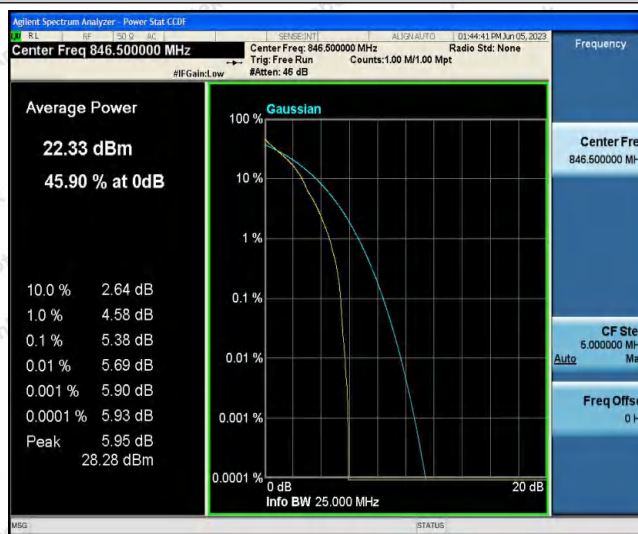 Agilent Spectrum Analyzer - Power Stat CCDF
RL RF 50 Ω AC SENSE:INT ALIGN AUTO 01:44:41 PM Jun 05, 2023
Center Freq 846.500000 MHz
Center Freq: 846.500000 MHz Radio Std: None
Trig: Free Run Counts:1.00 M/1.00 Mpt
#IFGain:Low #Atten: 46 dB
Frequency
Average Power
22.33 dBm
45.90 % at 0dB
10.0 % 2.64 dB
1.0 % 4.58 dB
0.1 % 5.38 dB
0.01 % 5.69 dB
0.001 % 5.90 dB
0.0001 % 5.93 dB
Peak 5.95 dB
28.28 dBm
Gaussian
100 %
10 %
1 %
0.1 %
0.01 %
0.001 %
0.0001 %
0 dB 20 dB
Info BW 25.000 MHz
Center Fre
846.500000 MH
CF Ste
5.000000 MH
Auto Ma
Freq Offs
0 H
MSG STATUS